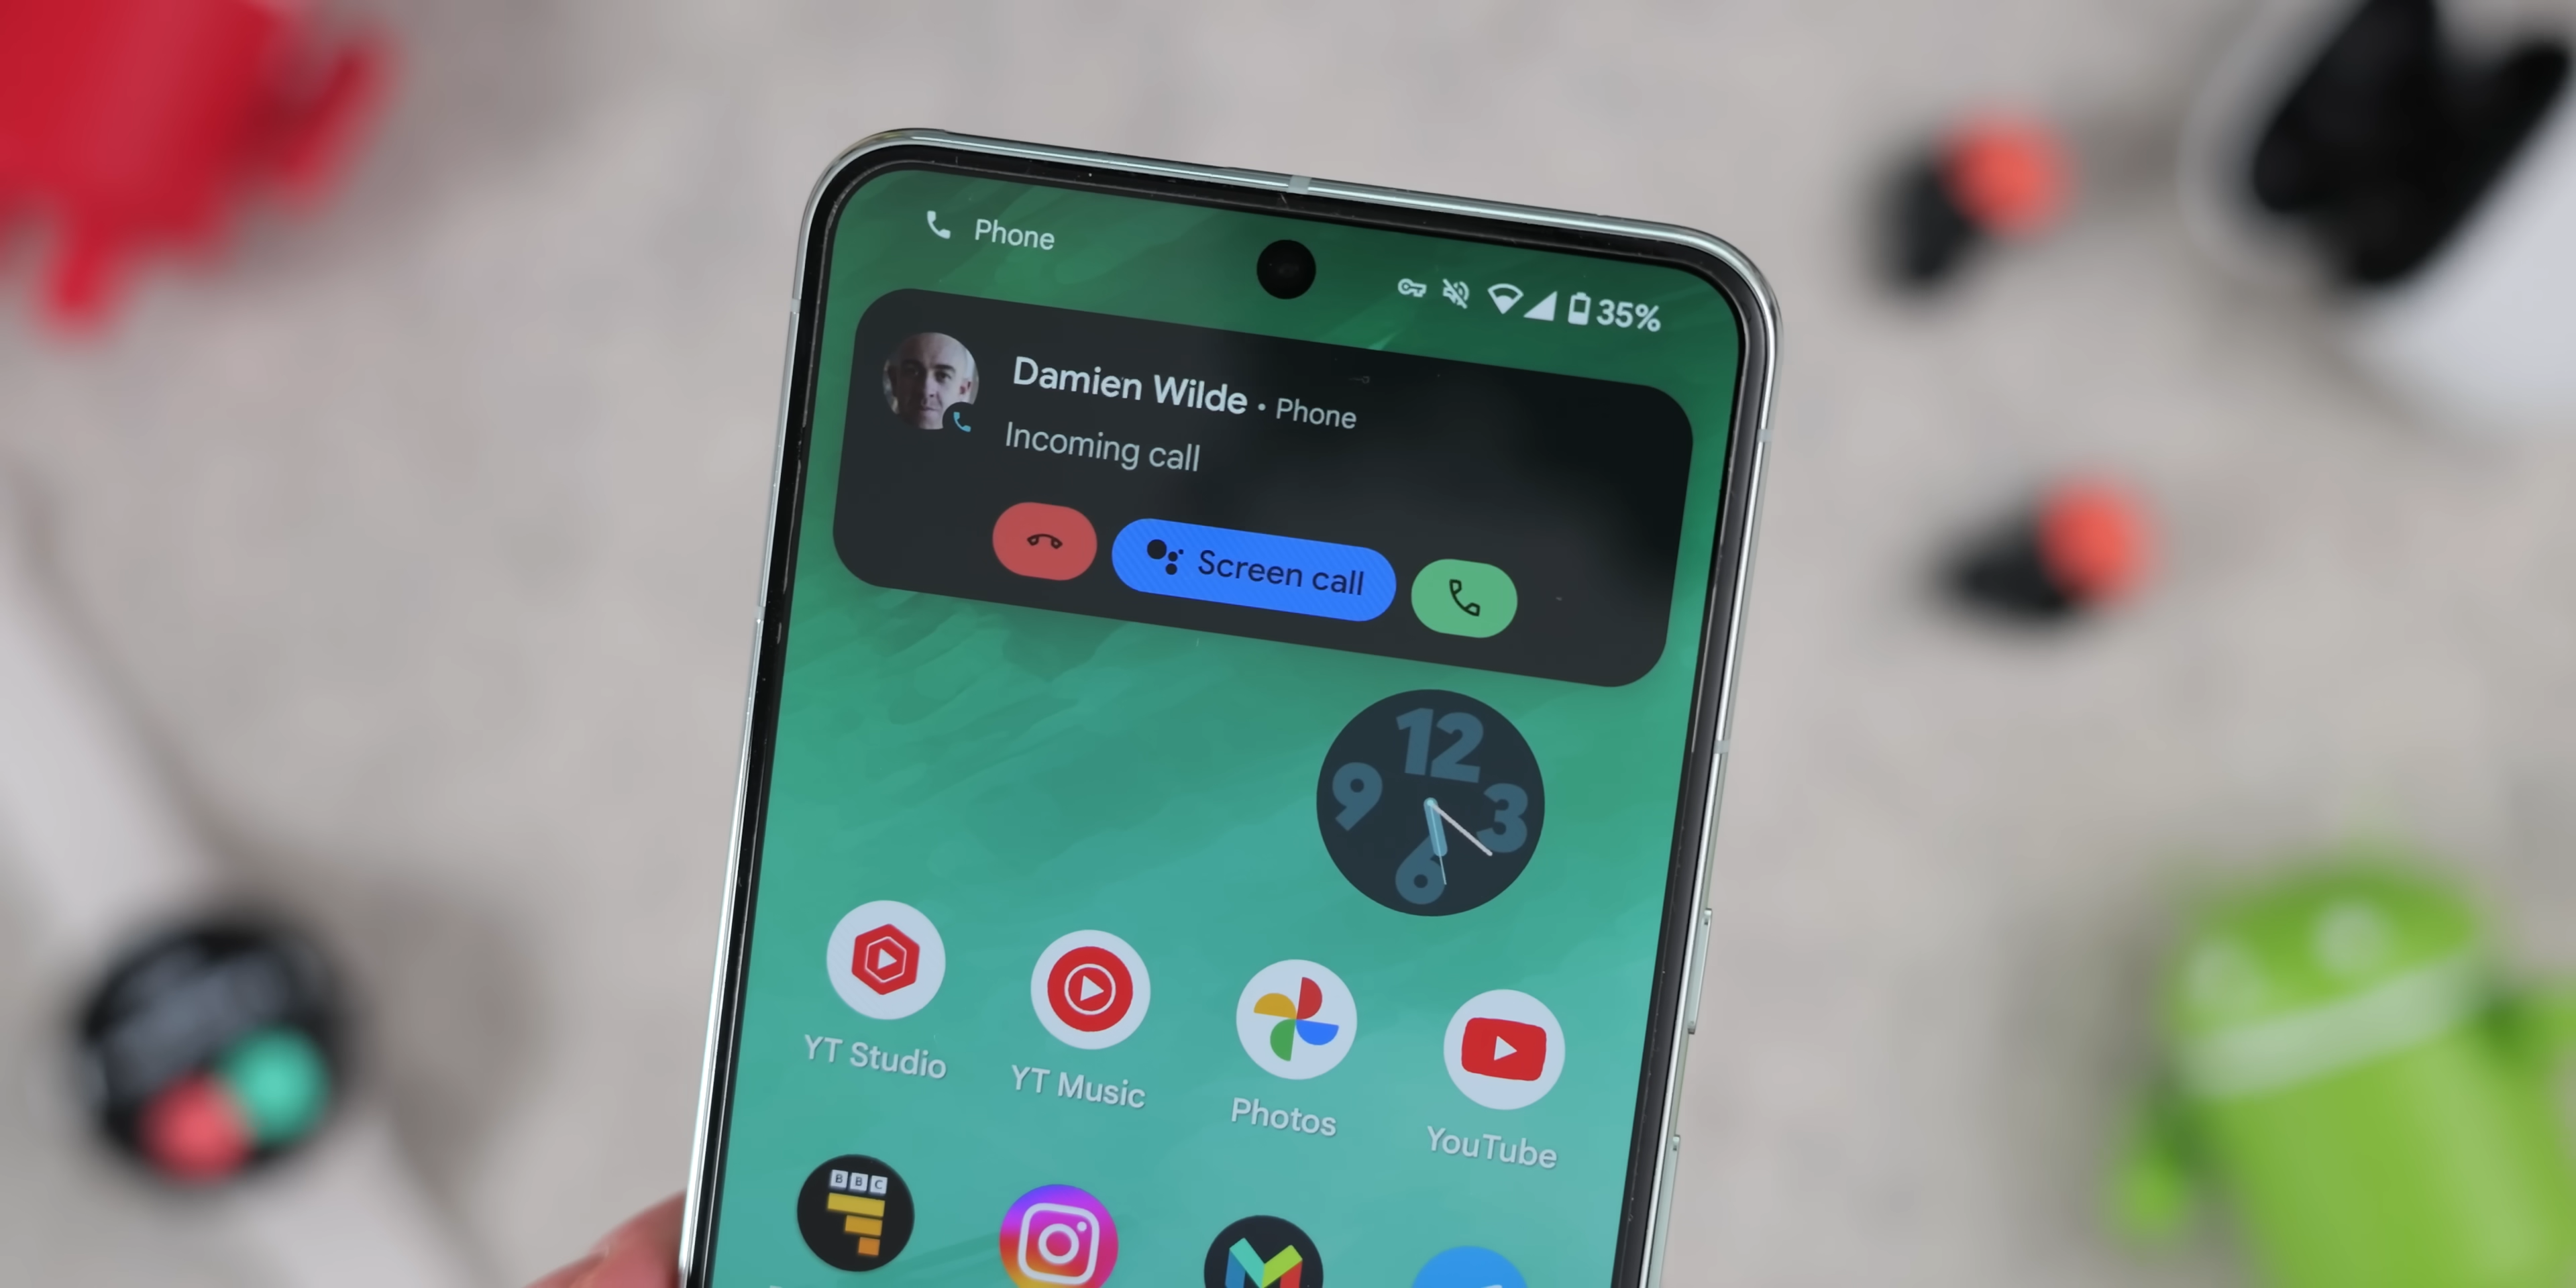 Phone
35%
Damien Wilde • Phone
Incoming call
Screen call
12
9
3
6
YT Studio
YT Music
Photos
YouTube
BBC